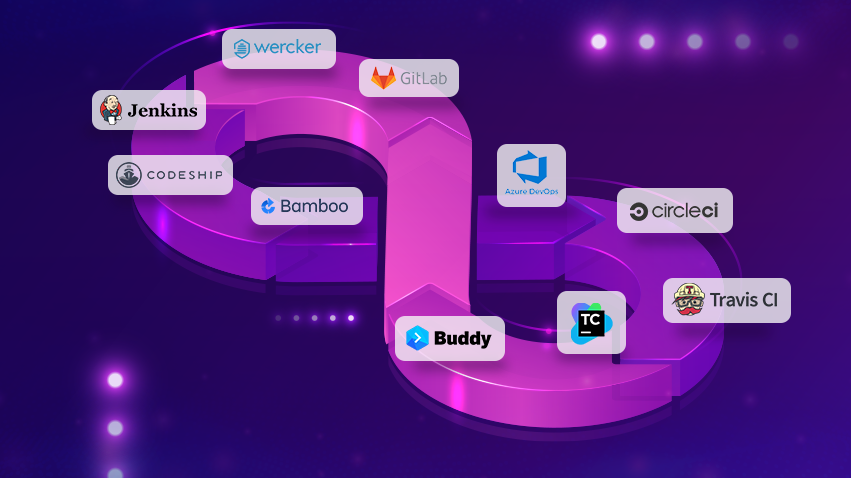 wercker
GitLab
Jenkins
CODESHIP
Bamboo
Azure DevOps
circleci
Travis CI
TC
Buddy